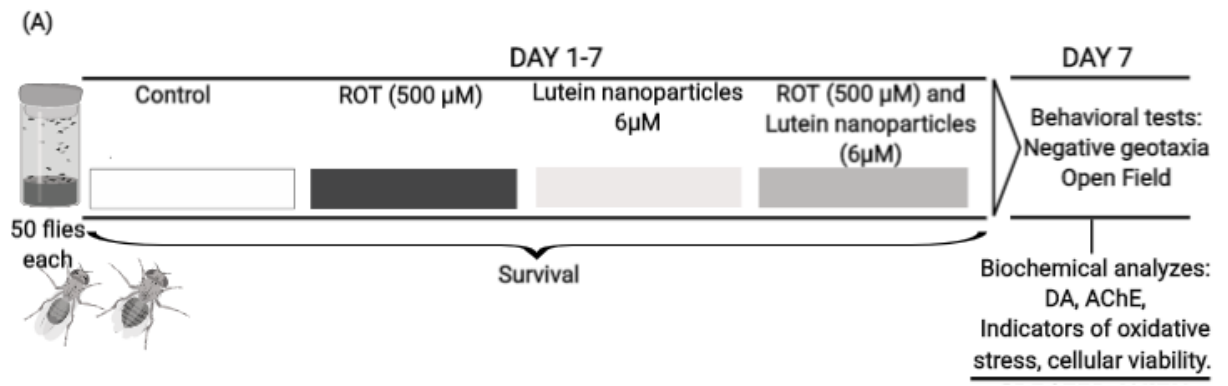 (A)
DAY 1-7
DAY 7
Control
ROT (500 µM)
Lutein nanoparticles
6µM
ROT (500 µM) and
Lutein nanoparticles
(6µM)
Behavioral tests:
Negative geotaxia
Open Field
50 flies
each
Survival
Biochemical analyzes:
DA, AChE,
Indicators of oxidative
stress, cellular viability.